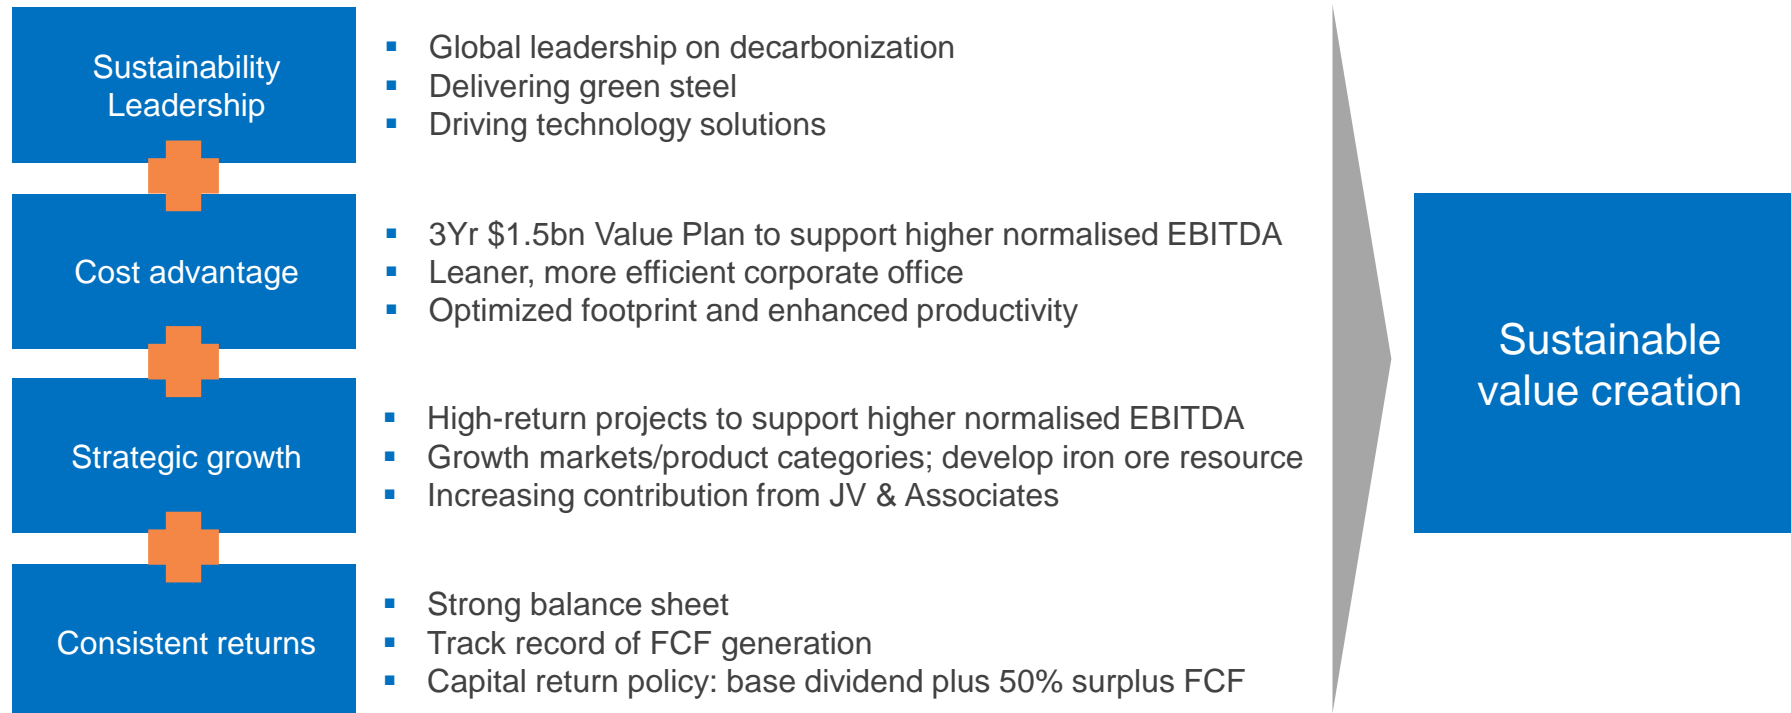 Sustainability
Leadership
▪ Global leadership on decarbonization
▪ Delivering green steel
▪ Driving technology solutions
Cost advantage
▪ 3Yr $1.5bn Value Plan to support higher normalised EBITDA
▪ Leaner, more efficient corporate office
▪ Optimized footprint and enhanced productivity
Strategic growth
▪ High-return projects to support higher normalised EBITDA
▪ Growth markets/product categories; develop iron ore resource
▪ Increasing contribution from JV & Associates
Consistent returns
▪ Strong balance sheet
▪ Track record of FCF generation
▪ Capital return policy: base dividend plus 50% surplus FCF
Sustainable
value creation